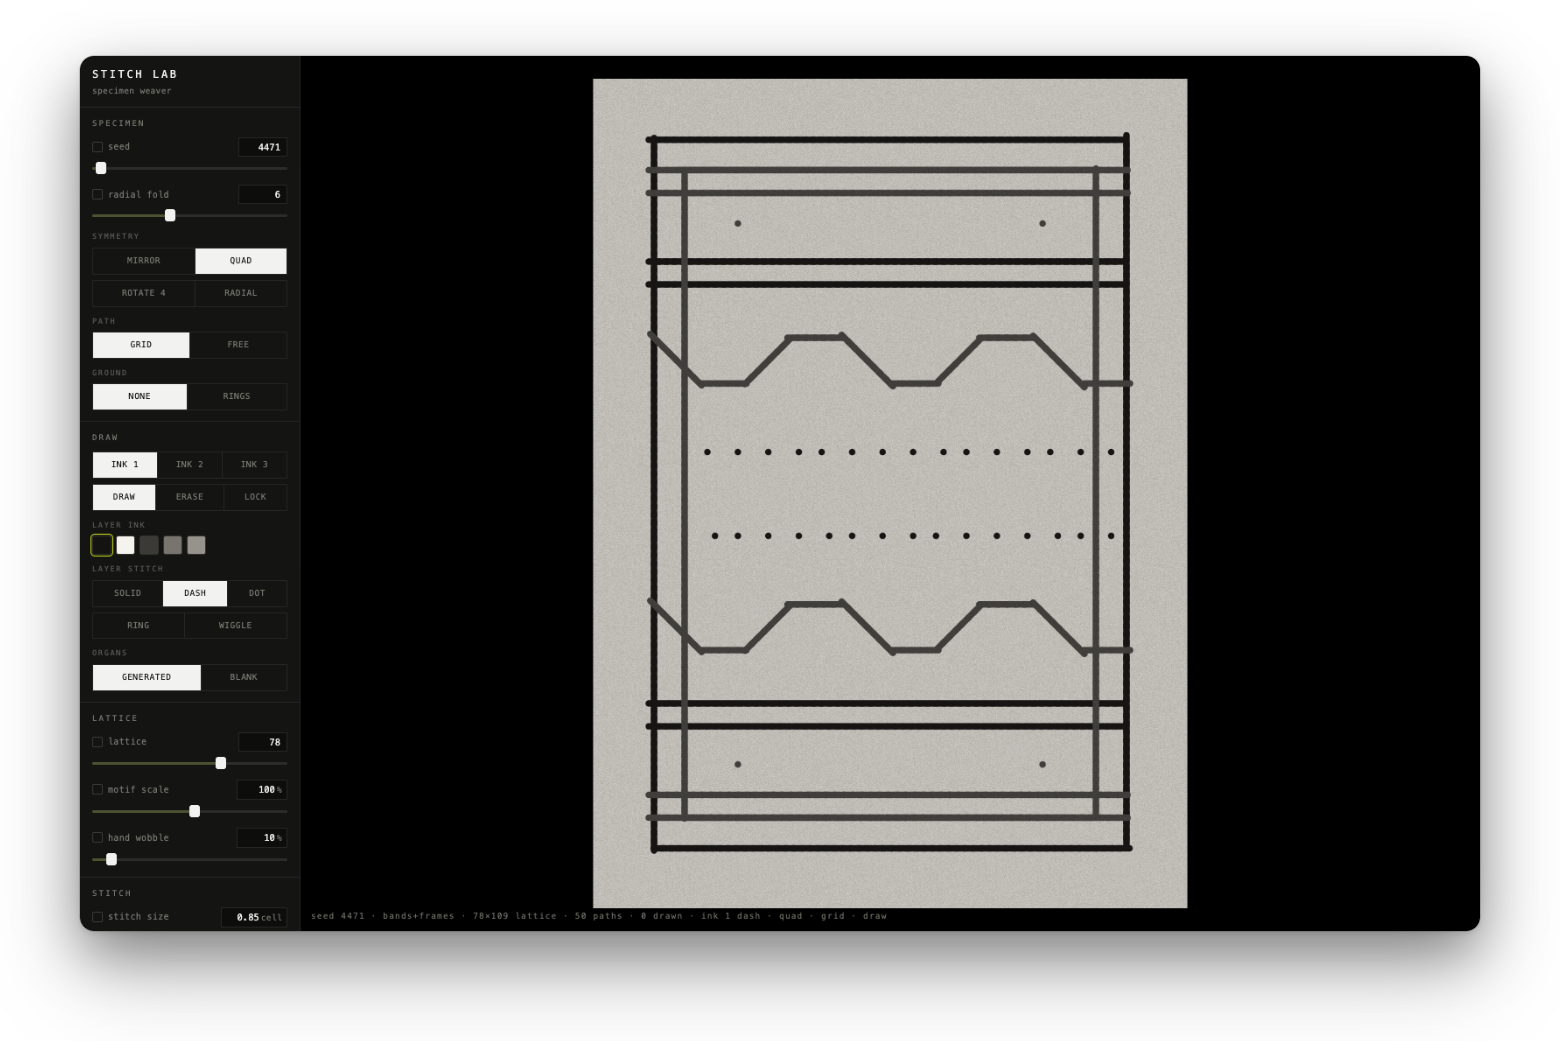 STITCH LAB
specimen weaver
SPECIMEN
seed 4471
radial fold 6
SYMMETRY
MIRROR QUAD
ROTATE 4 RADIAL
PATH
GRID FREE
GROUND
NONE RINGS
DRAW
INK 1 INK 2 INK 3
DRAW ERASE LOCK
LAYER INK
LAYER STITCH
SOLID DASH DOT
RING WIGGLE
ORGANS
GENERATED BLANK
LATTICE
lattice 78
motif scale 100%
hand wobble 10%
STITCH
stitch size 0.85 cell
seed 4471 · bands+frames · 78×109 lattice · 50 paths · 0 drawn · ink 1 dash · quad · grid · draw